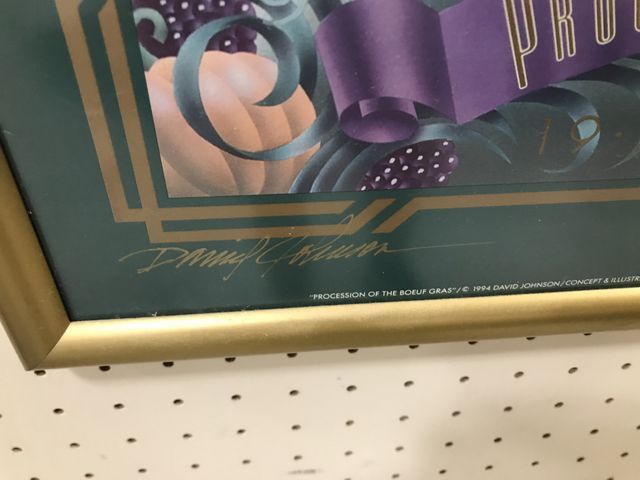 PRO
19
David Johnson
"PROCESSION OF THE BOEUF GRAS"/© 1994 DAVID JOHNSON/CONCEPT & ILLUSTR